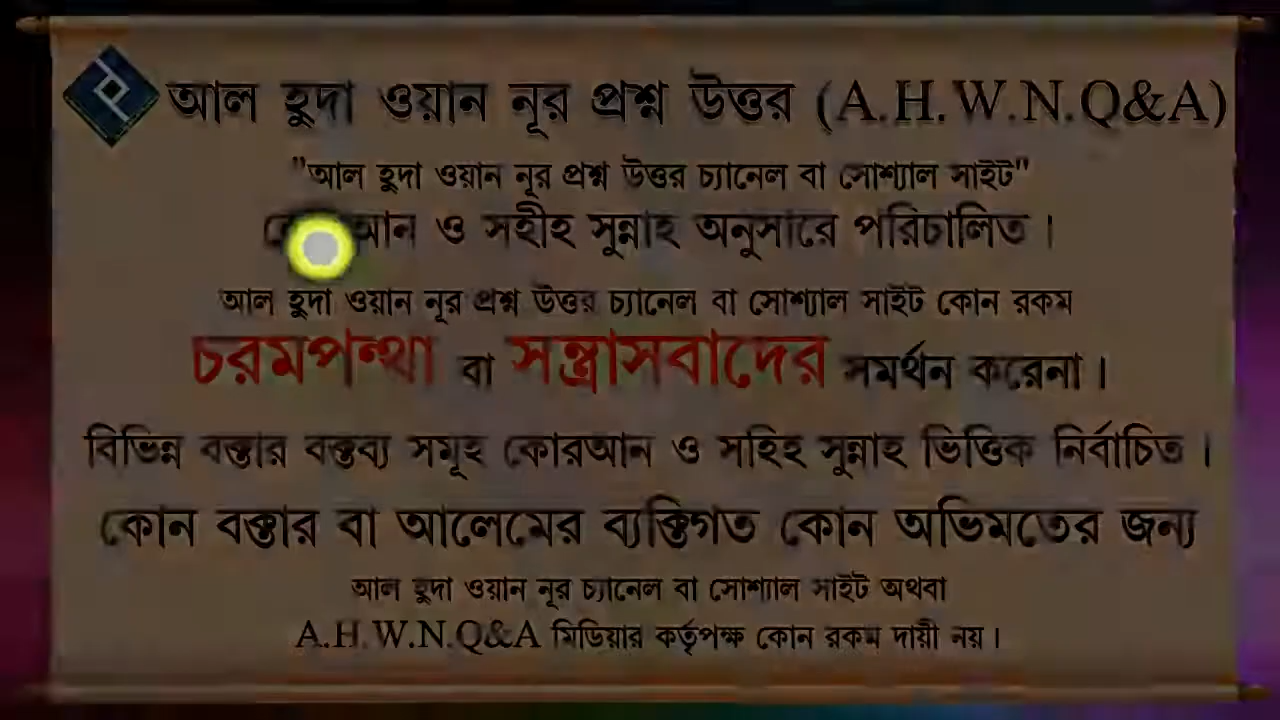 আল হুদা ওয়ান নূর প্রশ্ন উত্তর (A.H.W.N.Q&A)
"আল হুদা ওয়ান নূর প্রশ্ন উত্তর চ্যানেল বা সোশ্যাল সাইট"
ও সহীহ সুন্নাহ অনুসারে পরিচালিত ।
আল হুদা ওয়ান নূর প্রশ্ন উত্তর চ্যানেল বা সোশ্যাল সাইট কোন রকম
চরমপন্থা বা সন্ত্রাসবাদের সমর্থন করেনা ।
বিভিন্ন বক্তার বক্তব্য সমূহ কোরআন ও সহিহ সুন্নাহ ভিত্তিক নির্বাচিত ।
কোন বক্তার বা আলেমের ব্যক্তিগত কোন অভিমতের জন্য
আল হুদা ওয়ান নূর চ্যানেল বা সোশ্যাল সাইট অথবা
A.H.W.N.Q&A মিডিয়ার কর্তৃপক্ষ কোন রকম দায়ী নয় ।